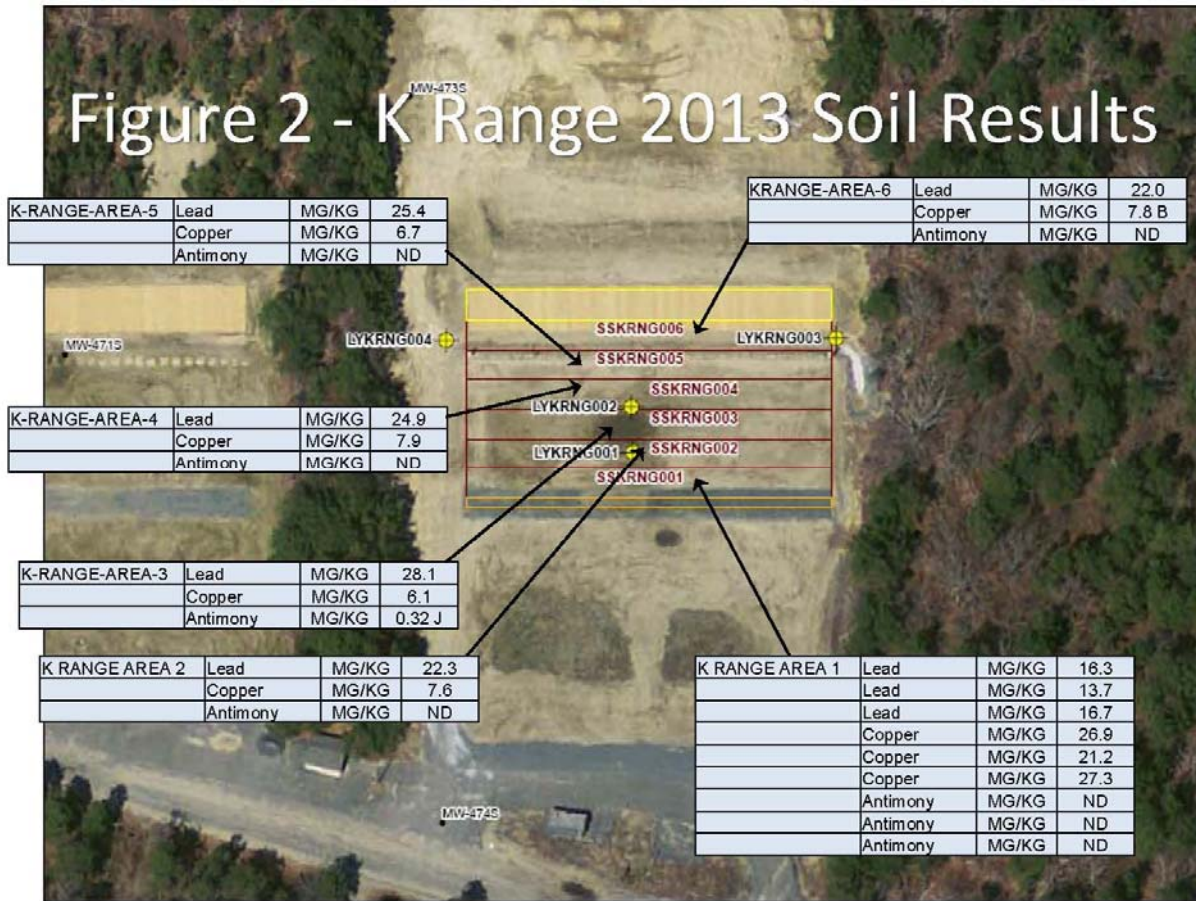 MW-473S
Figure 2 - K Range 2013 Soil Results
K-RANGE-AREA-5 Lead MG/KG 25.4
Copper MG/KG 6.7
Antimony MG/KG ND
KRANGE-AREA-6 Lead MG/KG 22.0
Copper MG/KG 7.8 B
Antimony MG/KG ND
MW-471S
LYKRNG004
SSKRNG006
LYKRNG003
SSKRNG005
SSKRNG004
LYKRNG002
SSKRNG003
LYKRNG001
SSKRNG002
SSKRNG001
K-RANGE-AREA-4 Lead MG/KG 24.9
Copper MG/KG 7.9
Antimony MG/KG ND
K-RANGE-AREA-3 Lead MG/KG 28.1
Copper MG/KG 6.1
Antimony MG/KG 0.32 J
K RANGE AREA 2 Lead MG/KG 22.3
Copper MG/KG 7.6
Antimony MG/KG ND
K RANGE AREA 1 Lead MG/KG 16.3
Lead MG/KG 13.7
Lead MG/KG 16.7
Copper MG/KG 26.9
Copper MG/KG 21.2
Copper MG/KG 27.3
Antimony MG/KG ND
Antimony MG/KG ND
Antimony MG/KG ND
MW-474S